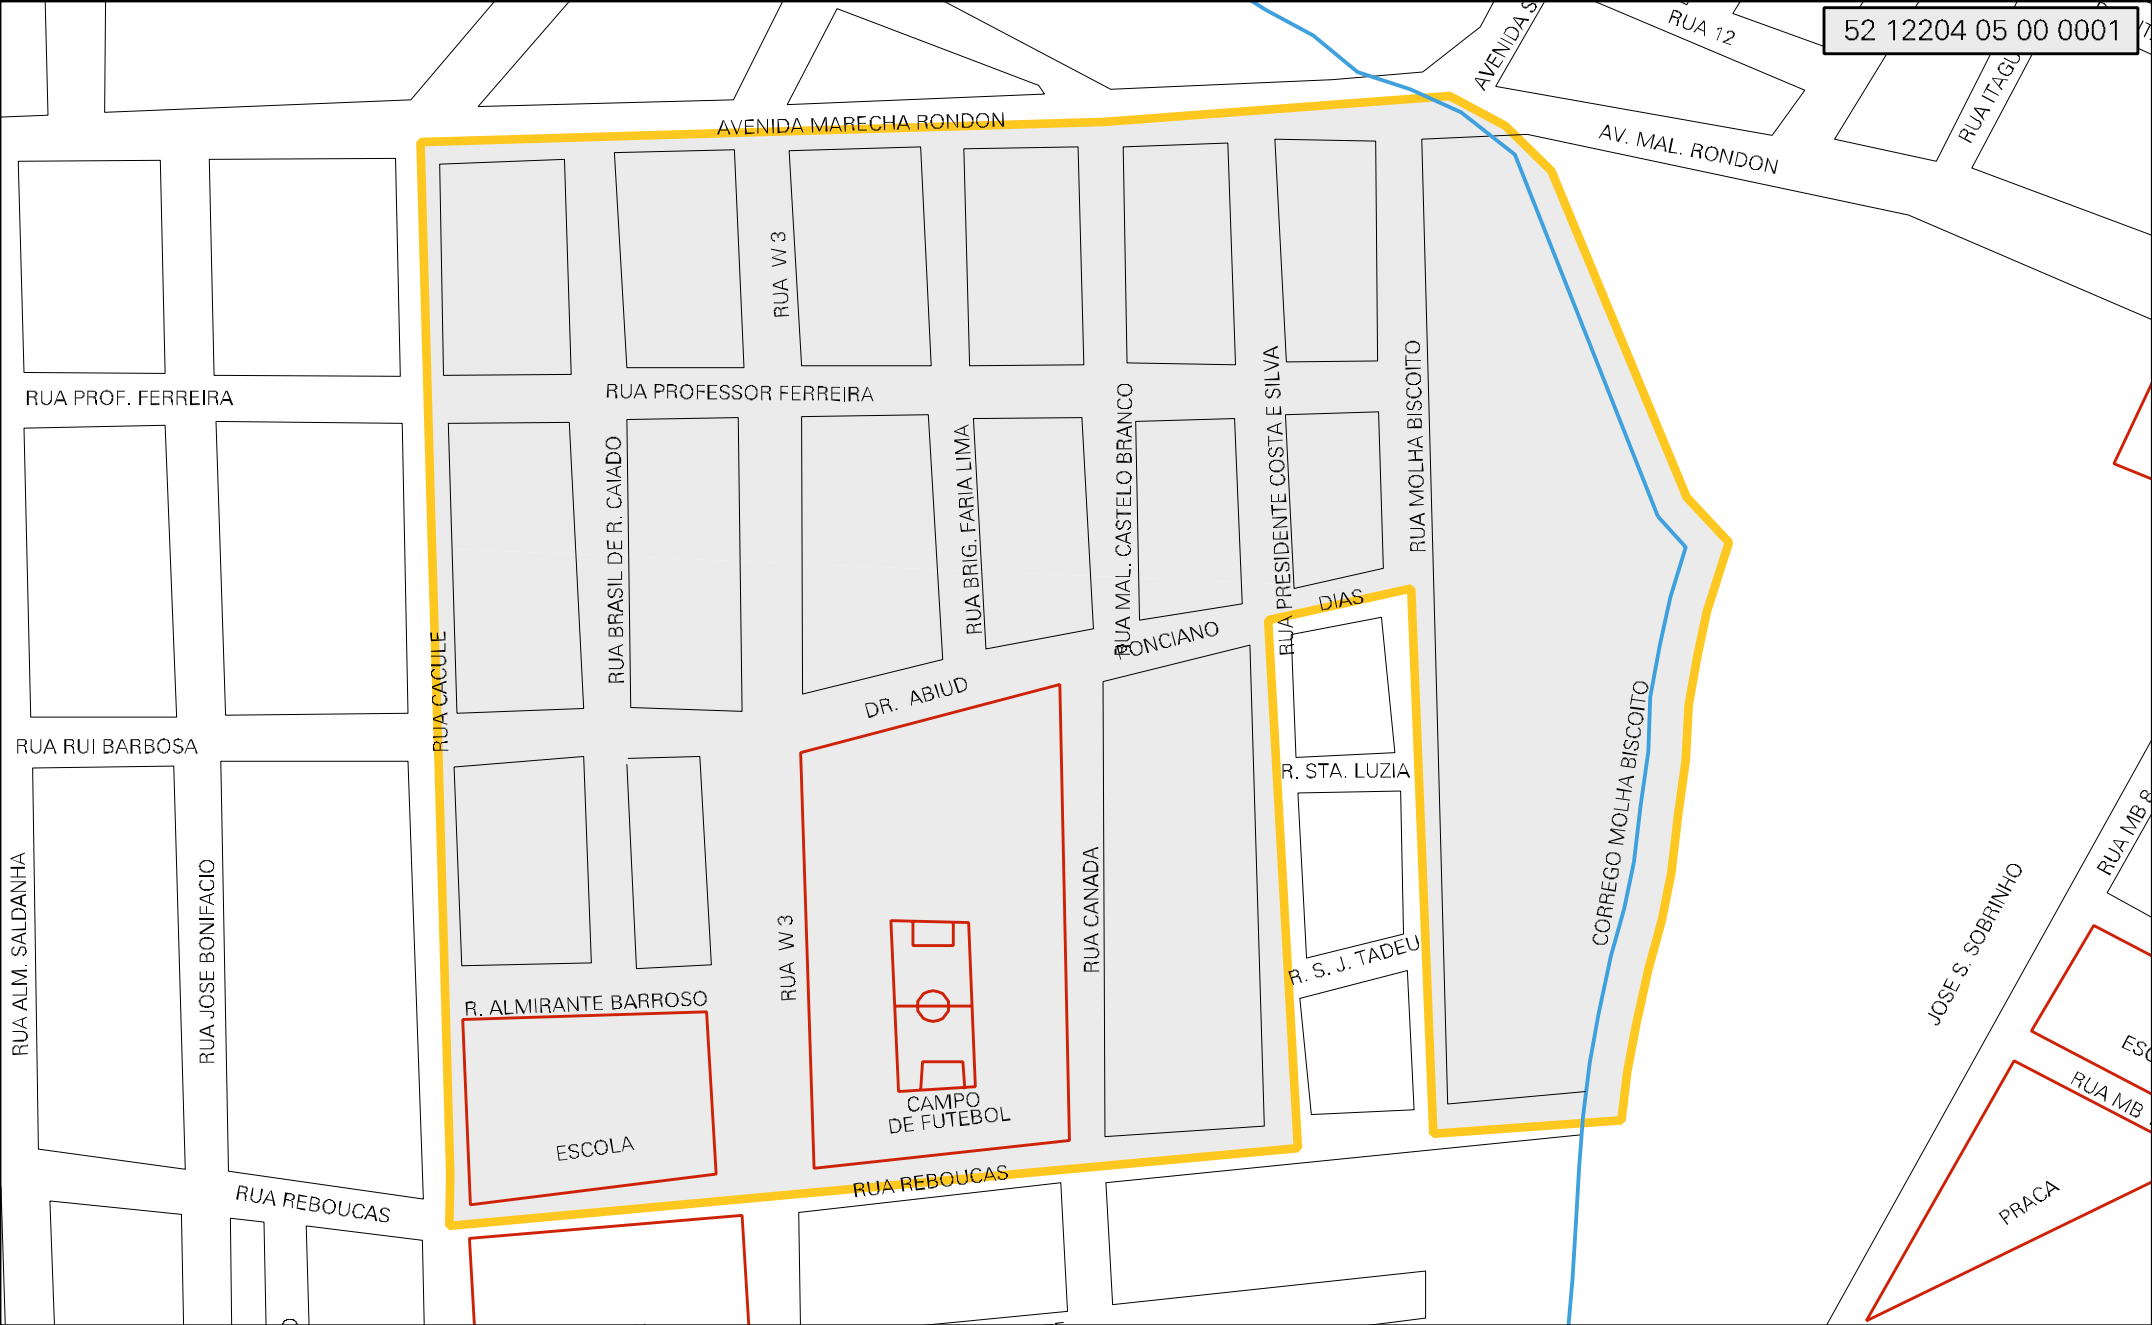 RUA 12
52 12204 05 00 0001
AVENIDA S
RUA ITAGU
AVENIDA MARECHA RONDON
AV. MAL. RONDON
RUA W 3
RUA PROF. FERREIRA
RUA PROFESSOR FERREIRA
RUA BRASIL DE R. CAIADO
RUA BRIG. FARIA LIMA
RUA MAL. CASTELO BRANCO
RUA PRESIDENTE COSTA E SILVA
RUA MOLHA BISCOITO
DIAS
PONCIANO
DR. ABIUD
RUA CACULE
RUA RUI BARBOSA
R. STA. LUZIA
CORREGO MOLHA BISCOITO
RUA MB 8
RUA ALM. SALDANHA
RUA JOSE BONIFACIO
RUA W 3
RUA CANADA
R. S. J. TADEU
JOSE S. SOBRINHO
R. ALMIRANTE BARROSO
ESC
RUA MB
CAMPO
DE FUTEBOL
ESCOLA
RUA REBOUCAS
RUA REBOUCAS
PRACA